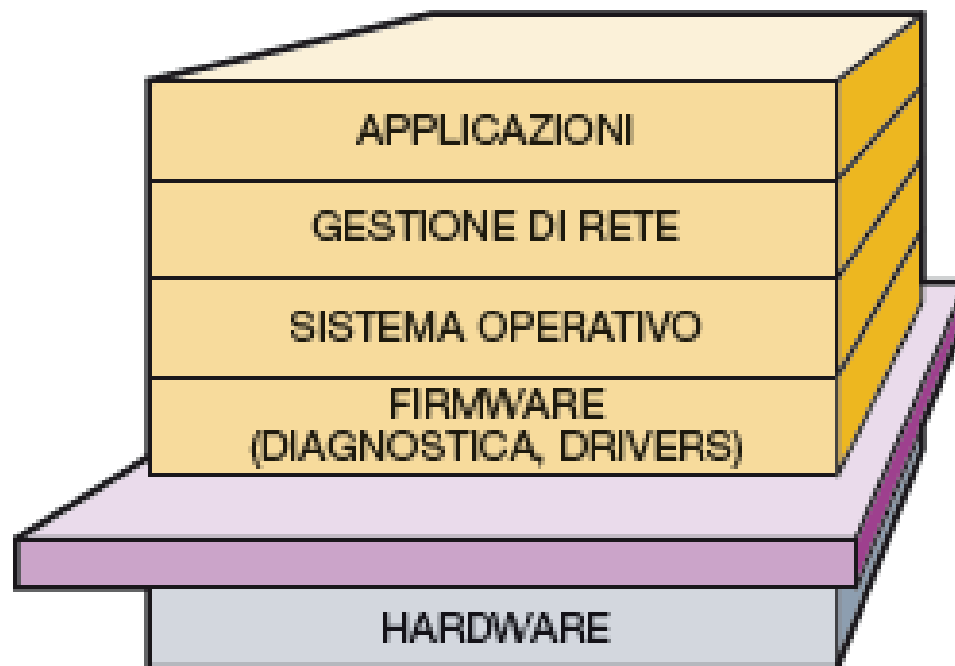 APPLICAZIONI
GESTIONE DI RETE
SISTEMA OPERATIVO
FIRMWARE
(DIAGNOSTICA, DRIVERS)
HARDWARE